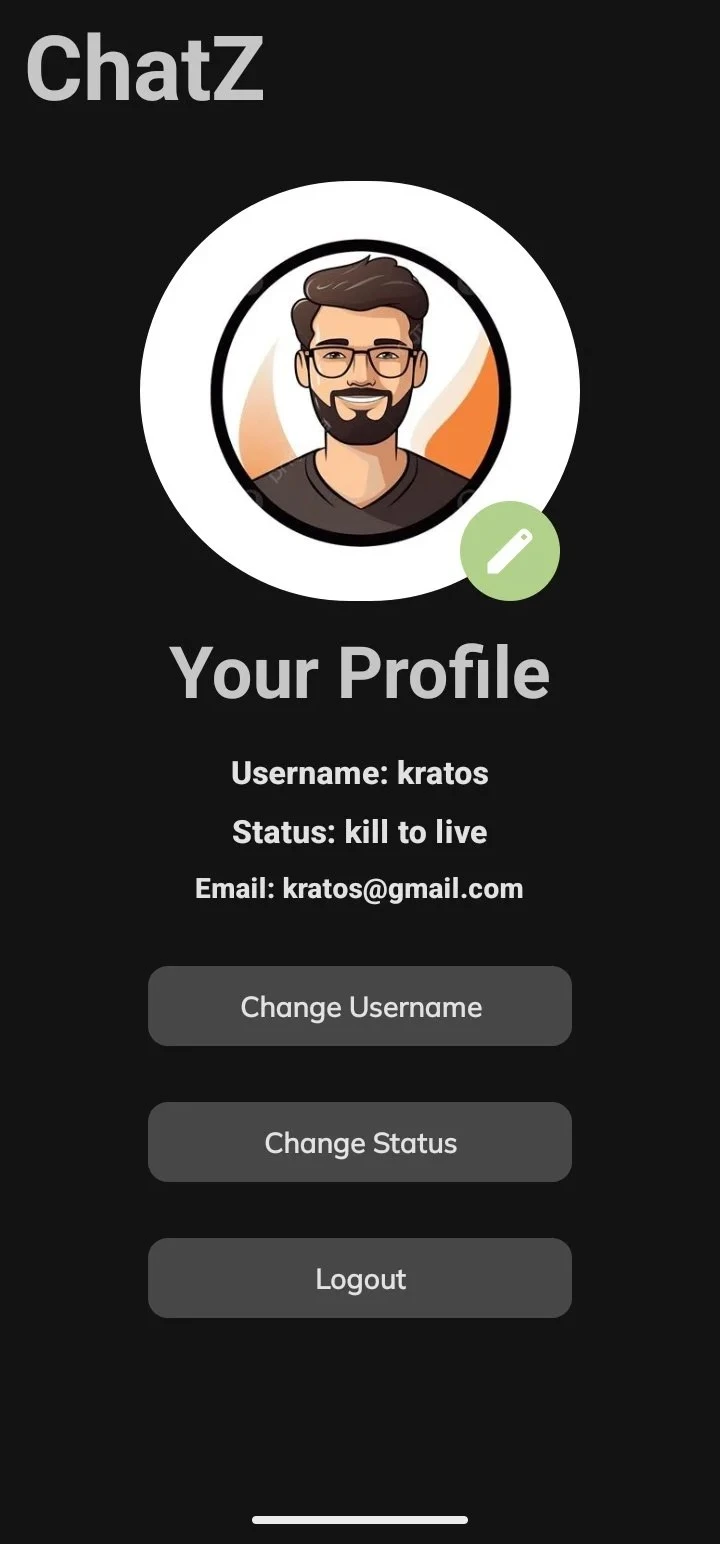 ChatZ
Your Profile
Username: kratos
Status: kill to live
Email: kratos@gmail.com
Change Username
Change Status
Logout